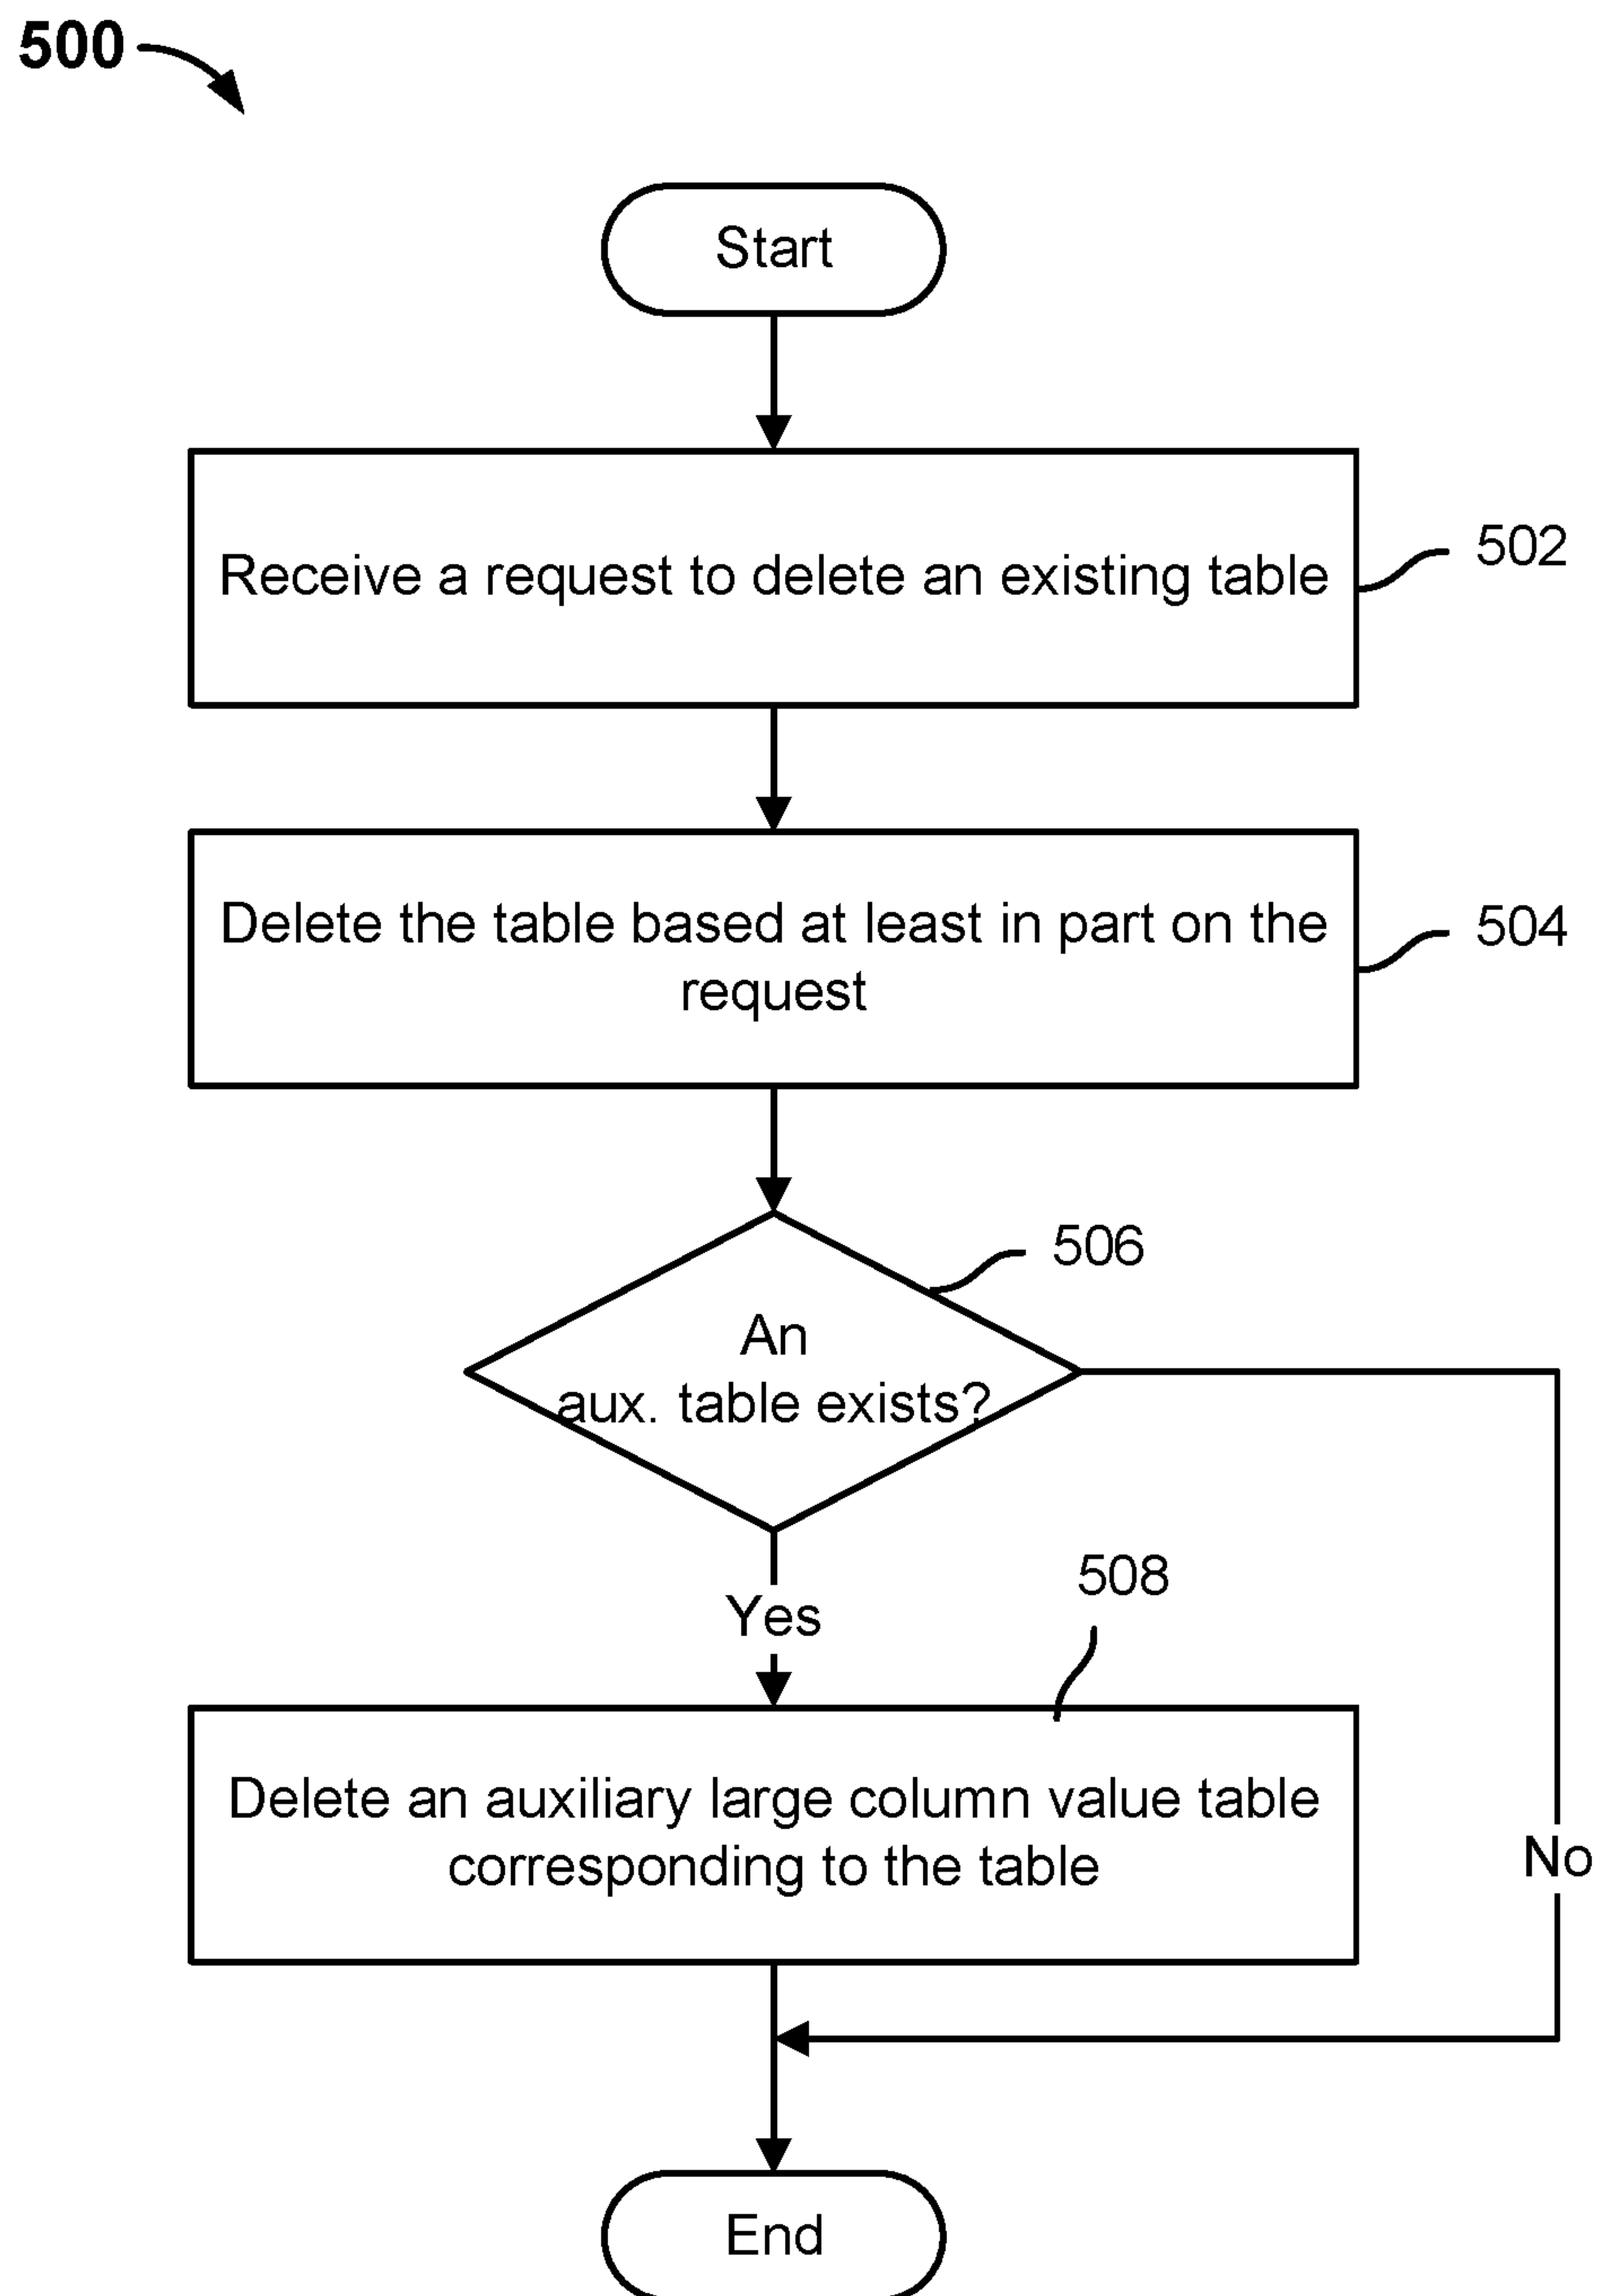 500
Start
Receive a request to delete an existing table
502
Delete the table based at least in part on the
request
504
506
An
aux. table exists?
508
Yes
Delete an auxiliary large column value table
corresponding to the table
No
End